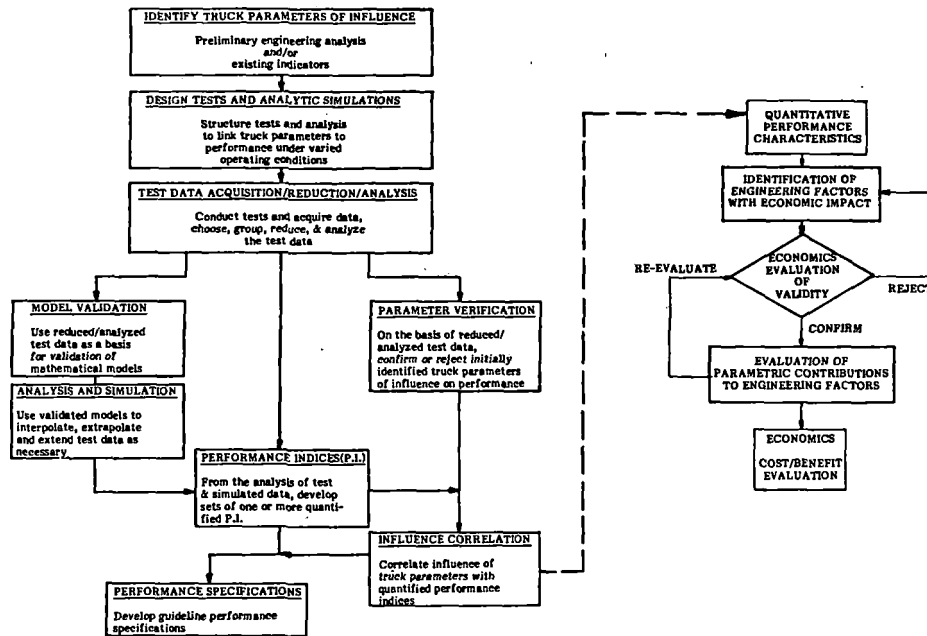 IDENTIFY TRUCK PARAMETERS OF INFLUENCE
Preliminary engineering analysis
and/or
existing indicators
DESIGN TESTS AND ANALYTIC SIMULATIONS
Structure tests and analysis
to link truck parameters to
performance under varied
operating conditions
TEST DATA ACQUISITION/REDUCTION/ANALYSIS
Conduct tests and acquire data,
choose, group, reduce, & analyze
the test data
MODEL VALIDATION
Use reduced/analyzed
test data as a basis
for validation of
mathematical models
ANALYSIS AND SIMULATION
Use validated models to
interpolate, extrapolate
and extend test data as
necessary
PARAMETER VERIFICATION
On the basis of reduced/
analyzed test data,
confirm or reject initially
identified truck parameters
of influence on performance
PERFORMANCE INDICES(P.I.)
From the analysis of test
& simulated data, develop
sets of one or more quanti-
fied P.I.
INFLUENCE CORRELATION
Correlate influence of
truck parameters with
quantified performance
indices
PERFORMANCE SPECIFICATIONS
Develop guideline performance
specifications
QUANTITATIVE
PERFORMANCE
CHARACTERISTICS
IDENTIFICATION OF
ENGINEERING FACTORS
WITH ECONOMIC IMPACT
RE-EVALUATE
ECONOMICS
EVALUATION
OF
VALIDITY
REJECT
CONFIRM
EVALUATION OF
PARAMETRIC CONTRIBUTIONS
TO ENGINEERING FACTORS
ECONOMICS
COST/BENEFIT
EVALUATION